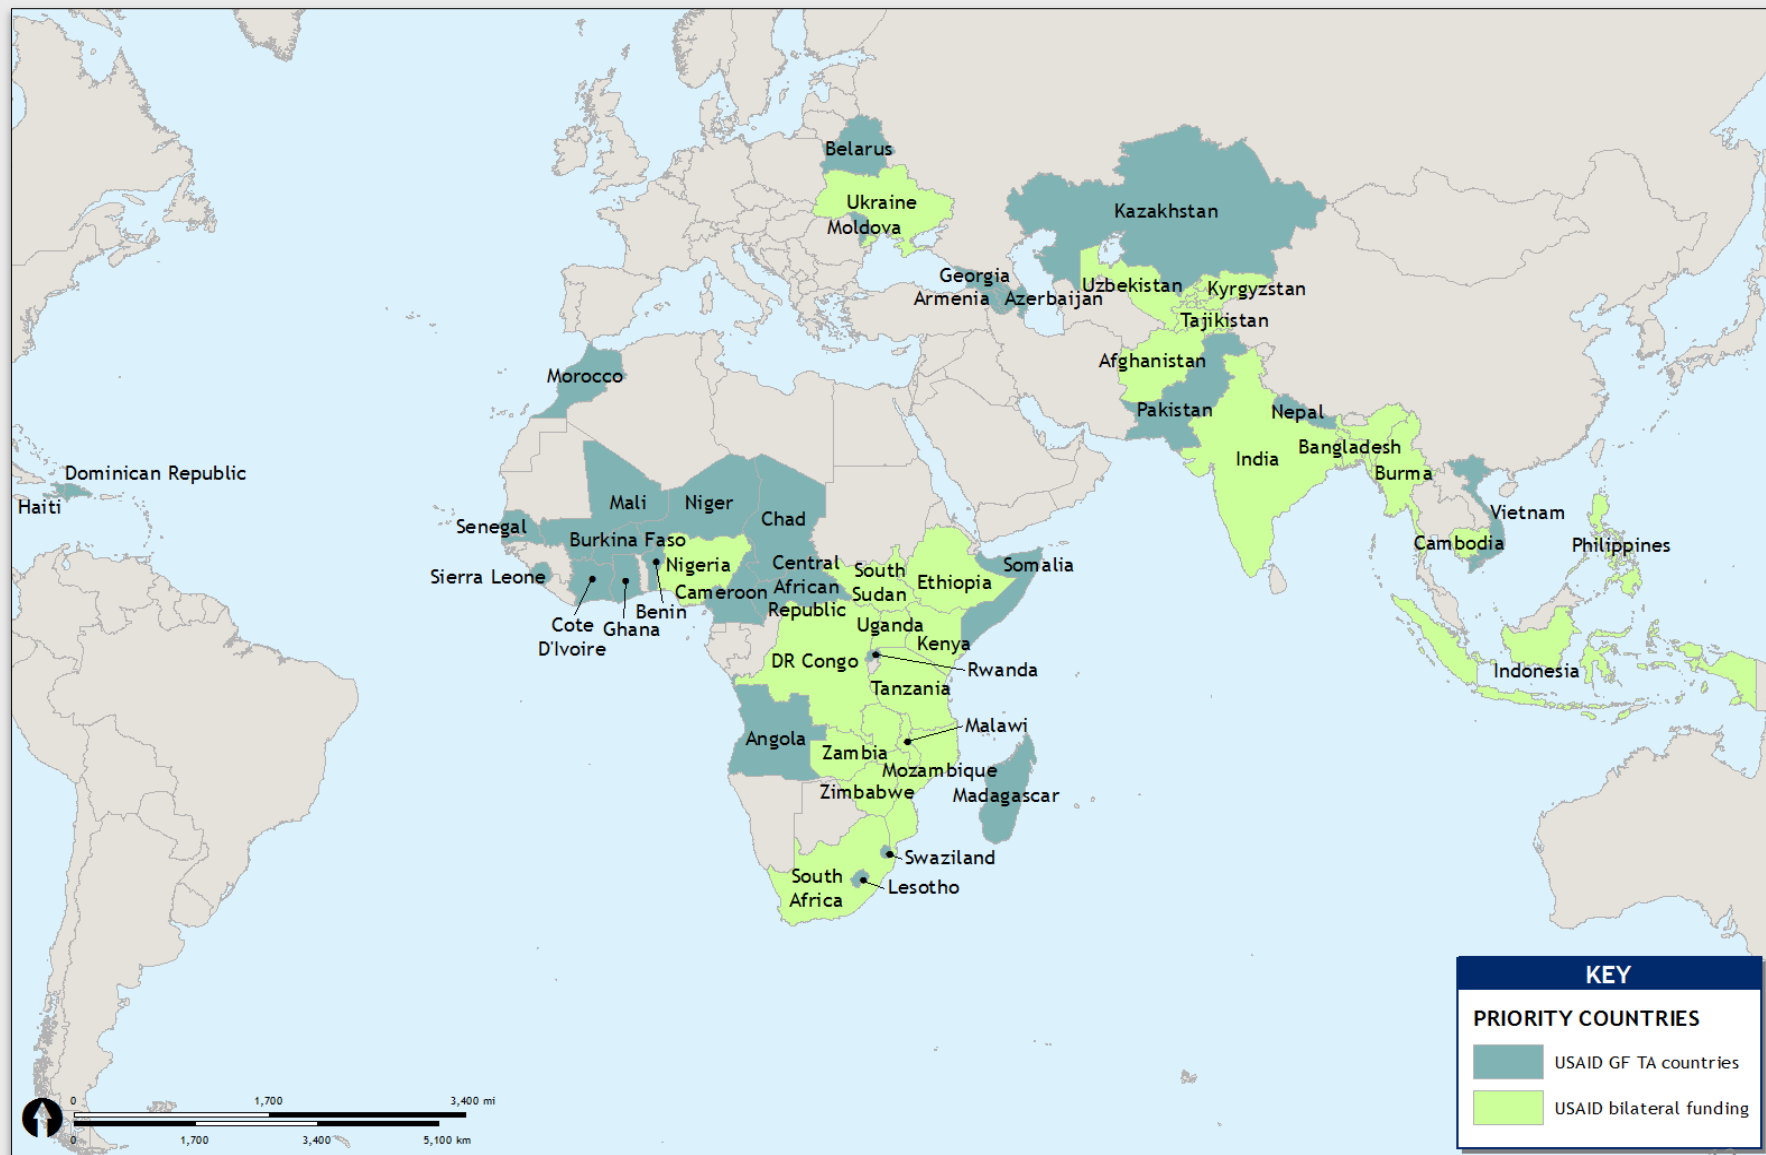 Belarus
Ukraine
Moldova
Kazakhstan
Georgia
Armenia
Azerbaijan
Uzbekistan
Kyrgyzstan
Tajikistan
Afghanistan
Morocco
Pakistan
Nepal
Bangladesh
India
Burma
Dominican Republic
Haiti
Mali
Niger
Chad
Senegal
Burkina Faso
Vietnam
Cambodia
Philippines
Sierra Leone
Nigeria
Central
African
Republic
South
Sudan
Ethiopia
Somalia
Cameroon
Benin
Cote
D'Ivoire
Ghana
Uganda
Kenya
DR Congo
Rwanda
Tanzania
Indonesia
Malawi
Angola
Zambia
Mozambique
Zimbabwe
Madagascar
Swaziland
South
Africa
Lesotho
KEY
PRIORITY COUNTRIES
USAID GF TA countries
USAID bilateral funding
0 1,700 3,400 mi
0 1,700 3,400 5,100 km